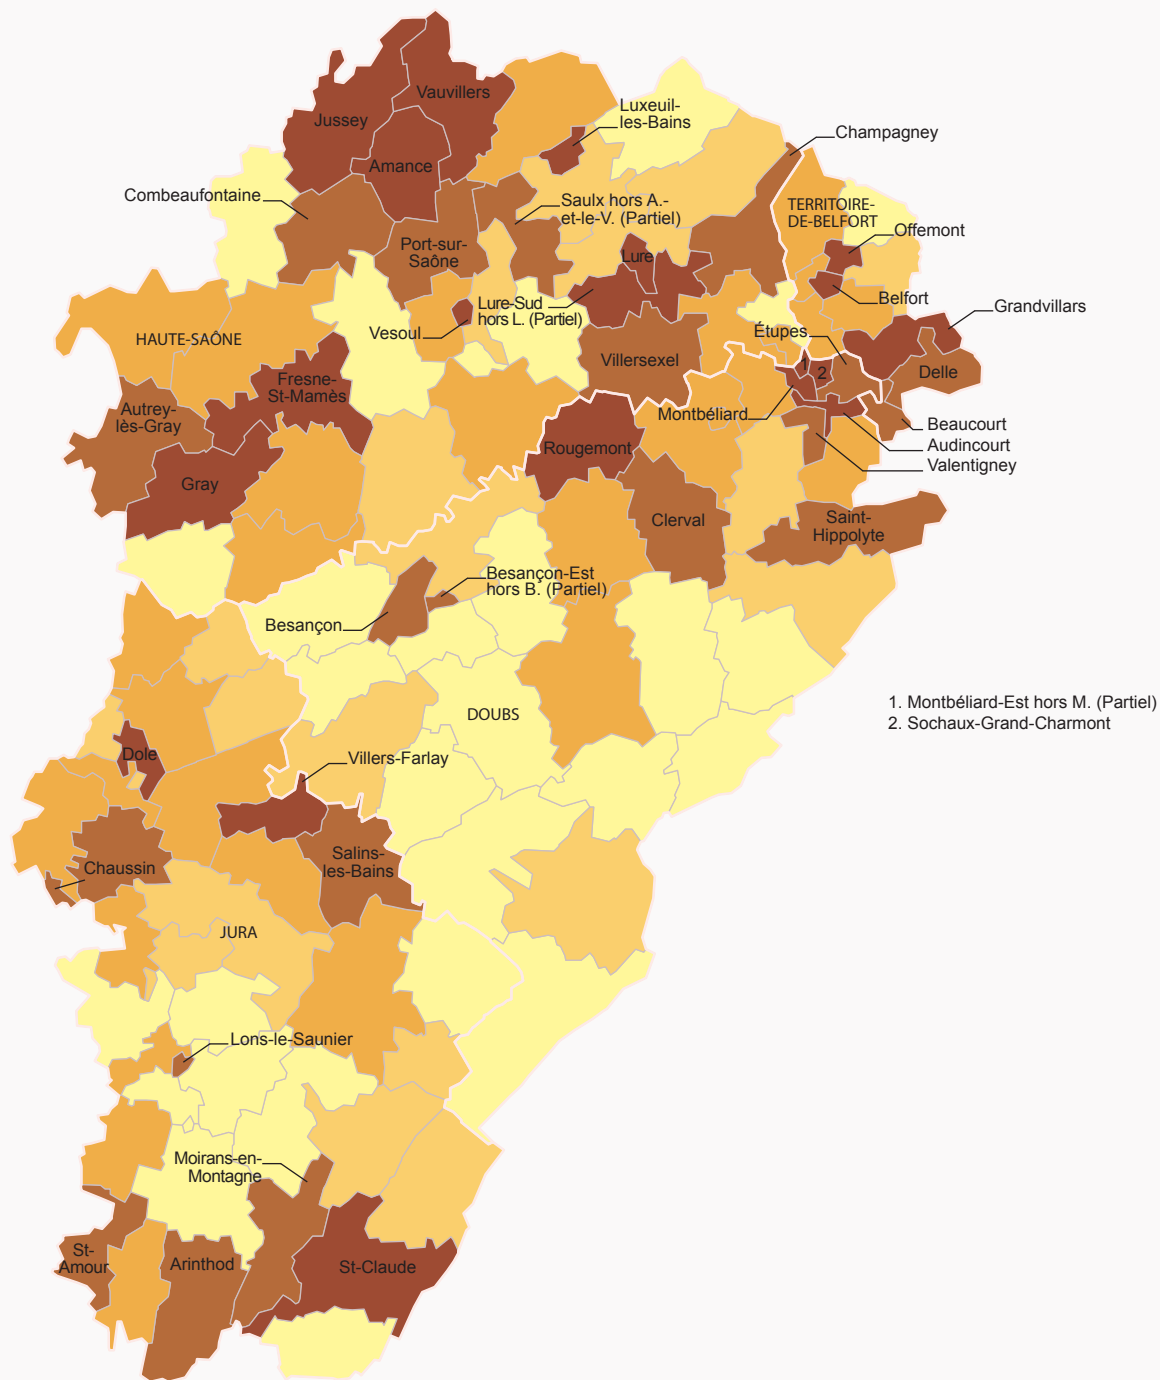 Vauvillers
Jussey
Luxeuil-
les-Bains
Champagney
Amance
Combeaufontaine
Saulx hors A.-
et-le-V. (Partiel)
TERRITOIRE-
DE-BELFORT
Offemont
Port-sur-
Saône
Lure
Belfort
Lure-Sud
hors L. (Partiel)
Grandvillars
HAUTE-SAÔNE
Vesoul
Étupes
Villersexel
1
2
Delle
Fresne-
St-Mamès
Autrey-
lès-Gray
Montbéliard
Beaucourt
Audincourt
Valentigney
Rougemont
Gray
Clerval
Saint-
Hippolyte
Besançon-Est
hors B. (Partiel)
Besançon
1. Montbéliard-Est hors M. (Partiel)
2. Sochaux-Grand-Charmont
DOUBS
Dole
Villers-Farlay
Salins-
les-Bains
Chaussin
JURA
Lons-le-Saunier
Moirans-en-
Montagne
St-
Amour
Arinthod
St-Claude